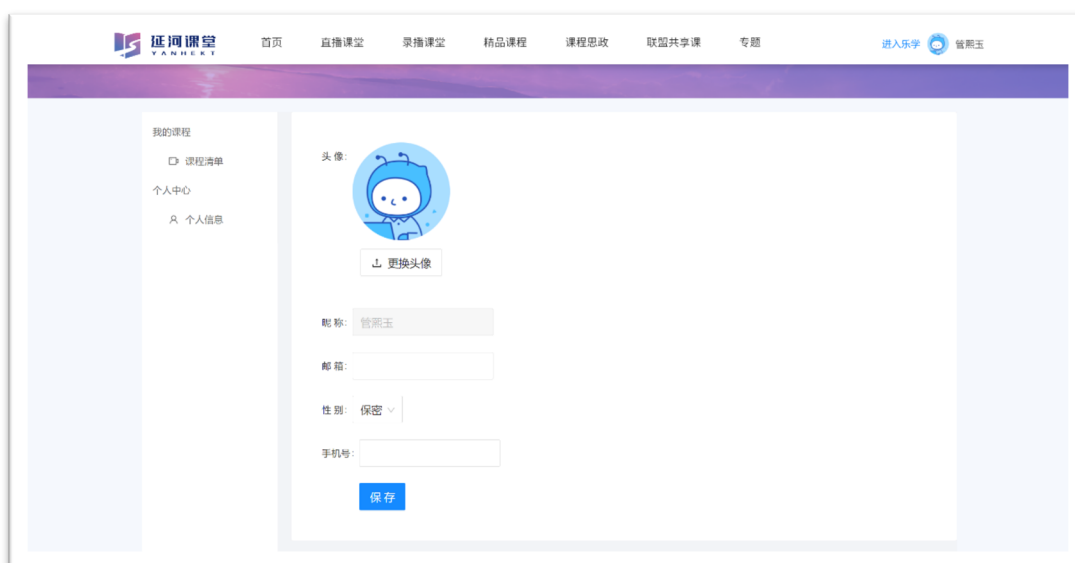 延河课堂 首页 直播课堂 录播课堂 精品课程 课程思政 联盟共享课 专题 进入乐学 管熙玉
YANHEKT
我的课程
课程清单
个人中心
个人信息
头像:
更换头像
昵称: 管熙玉
邮箱:
性别: 保密
手机号:
保存